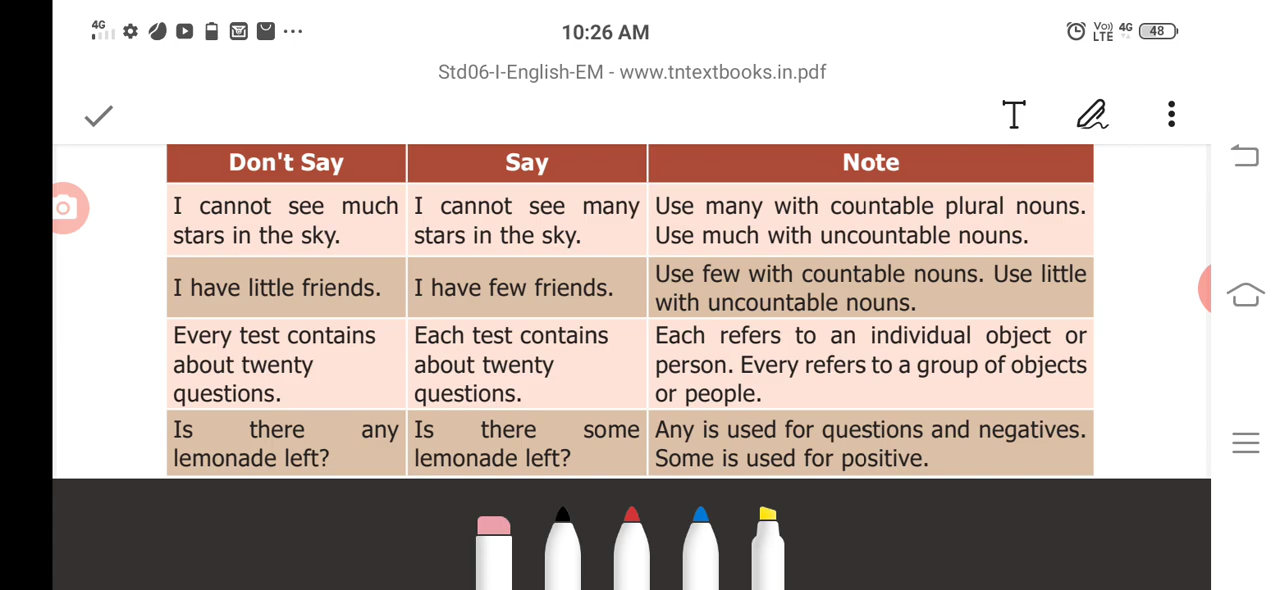 4G 10:26 AM Vo)) LTE 4G 48
Std06-I-English-EM - www.tntextbooks.in.pdf
T
Don't Say Say Note
I cannot see much
stars in the sky.
I cannot see many
stars in the sky.
Use many with countable plural nouns.
Use much with uncountable nouns.
I have little friends.
I have few friends.
Use few with countable nouns. Use little
with uncountable nouns.
Every test contains
about twenty
questions.
Each test contains
about twenty
questions.
Each refers to an individual object or
person. Every refers to a group of objects
or people.
Is there any
lemonade left?
Is there some
lemonade left?
Any is used for questions and negatives.
Some is used for positive.